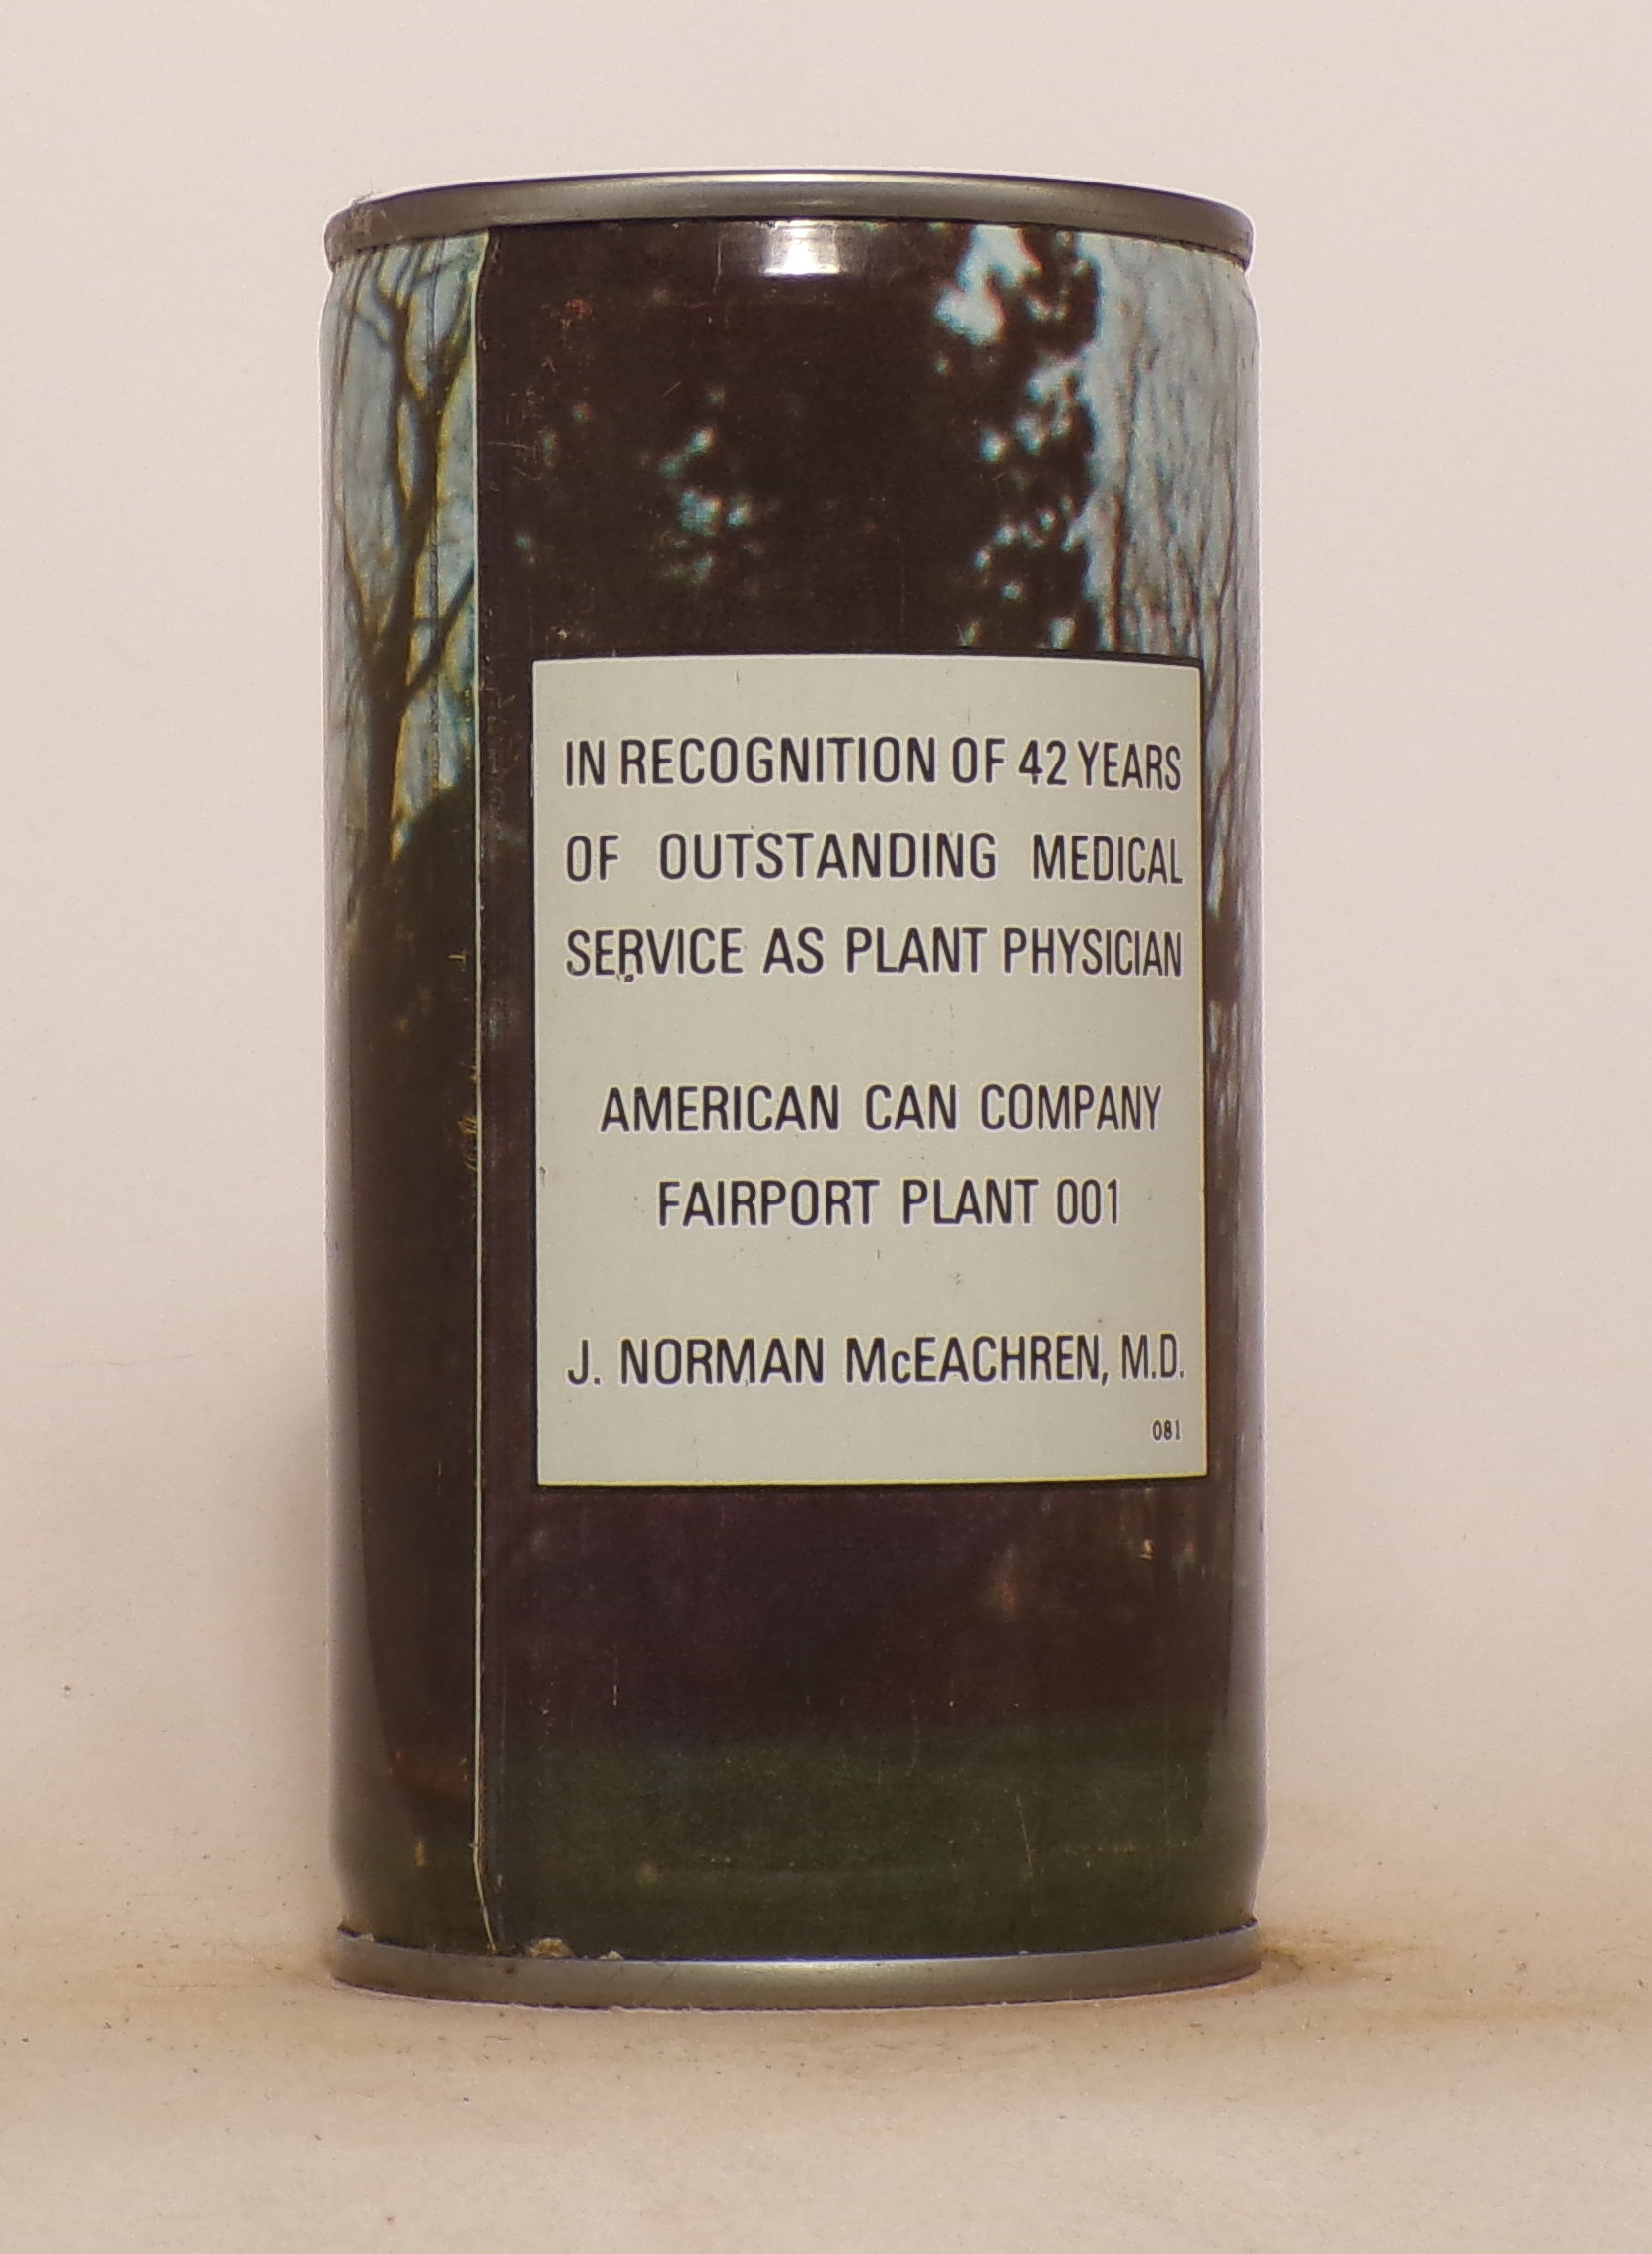 IN RECOGNITION OF 42 YEARS
OF OUTSTANDING MEDICAL
SERVICE AS PLANT PHYSICIAN
AMERICAN CAN COMPANY
FAIRPORT PLANT 001
J. NORMAN McEACHREN, M.D.
081